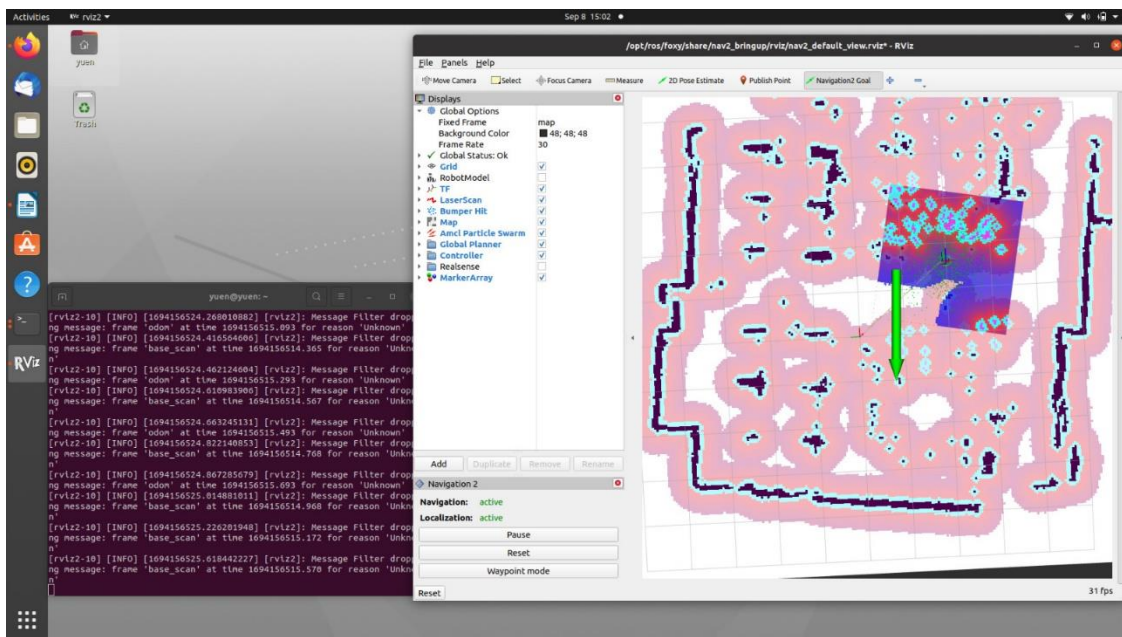 Activities
RViz rviz2
Sep 8 15:02
yuen
Trash
yuen@yuen: ~
[rviz2-10] [INFO] [1694156524.268010882] [rviz2]: Message Filter dropp
ng message: frame 'odom' at time 1694156515.093 for reason 'Unknown'
[rviz2-10] [INFO] [1694156524.416564606] [rviz2]: Message Filter drop
ng message: frame 'base_scan' at time 1694156514.365 for reason 'Unkn
n'
[rviz2-10] [INFO] [1694156524.462124604] [rviz2]: Message Filter drop
ng message: frame 'odom' at time 1694156515.293 for reason 'Unknown'
[rviz2-10] [INFO] [1694156524.610983906] [rviz2]: Message Filter drop
ng message: frame 'base_scan' at time 1694156514.567 for reason 'Unkn
n'
[rviz2-10] [INFO] [1694156524.663245131] [rviz2]: Message Filter drop
ng message: frame 'odom' at time 1694156515.493 for reason 'Unknown'
[rviz2-10] [INFO] [1694156524.822140853] [rviz2]: Message Filter drop
ng message: frame 'base_scan' at time 1694156514.768 for reason 'Unkn
n'
[rviz2-10] [INFO] [1694156524.867285679] [rviz2]: Message Filter drop
ng message: frame 'odom' at time 1694156515.693 for reason 'Unknown'
[rviz2-10] [INFO] [1694156525.014881011] [rviz2]: Message Filter drop
ng message: frame 'base_scan' at time 1694156514.968 for reason 'Unkn
n'
[rviz2-10] [INFO] [1694156525.226201948] [rviz2]: Message Filter drop
ng message: frame 'base_scan' at time 1694156515.172 for reason 'Unkn
n'
[rviz2-10] [INFO] [1694156525.618442227] [rviz2]: Message Filter drop
ng message: frame 'base_scan' at time 1694156515.570 for reason 'Unkn
n'
RViz
/opt/ros/foxy/share/nav2_bringup/rviz/nav2_default_view.rviz* - RViz
File Panels Help
Move Camera Select Focus Camera Measure 2D Pose Estimate Publish Point Navigation2 Goal
Displays
Global Options
Fixed Frame map
Background Color 48; 48; 48
Frame Rate 30
Global Status: Ok
Grid
RobotModel
TF
LaserScan
Bumper Hit
Map
Amcl Particle Swarm
Global Planner
Controller
Realsense
MarkerArray
Add Duplicate Remove Rename
Navigation 2
Navigation: active
Localization: active
Pause
Reset
Waypoint mode
Reset
31 fps